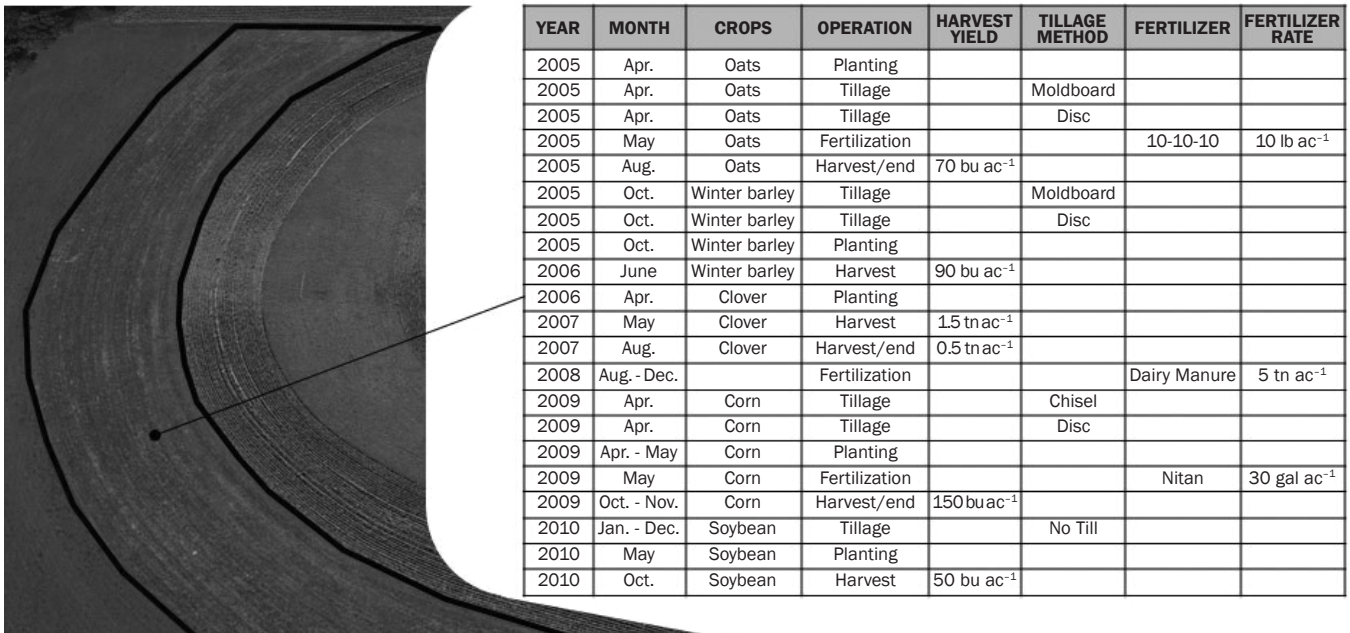 YEAR MONTH CROPS OPERATION HARVEST YIELD TILLAGE METHOD FERTILIZER FERTILIZER RATE
2005 Apr. Oats Planting
2005 Apr. Oats Tillage Moldboard
2005 Apr. Oats Tillage Disc
2005 May Oats Fertilization 10-10-10 10 lb ac⁻¹
2005 Aug. Oats Harvest/end 70 bu ac⁻¹
2005 Oct. Winter barley Tillage Moldboard
2005 Oct. Winter barley Tillage Disc
2005 Oct. Winter barley Planting
2006 June Winter barley Harvest 90 bu ac⁻¹
2006 Apr. Clover Planting
2007 May Clover Harvest 1.5 tn ac⁻¹
2007 Aug. Clover Harvest/end 0.5 tn ac⁻¹
2008 Aug. - Dec. Fertilization Dairy Manure 5 tn ac⁻¹
2009 Apr. Corn Tillage Chisel
2009 Apr. Corn Tillage Disc
2009 Apr. - May Corn Planting
2009 May Corn Fertilization Nitan 30 gal ac⁻¹
2009 Oct. - Nov. Corn Harvest/end 150 bu ac⁻¹
2010 Jan. - Dec. Soybean Tillage No Till
2010 May Soybean Planting
2010 Oct. Soybean Harvest 50 bu ac⁻¹